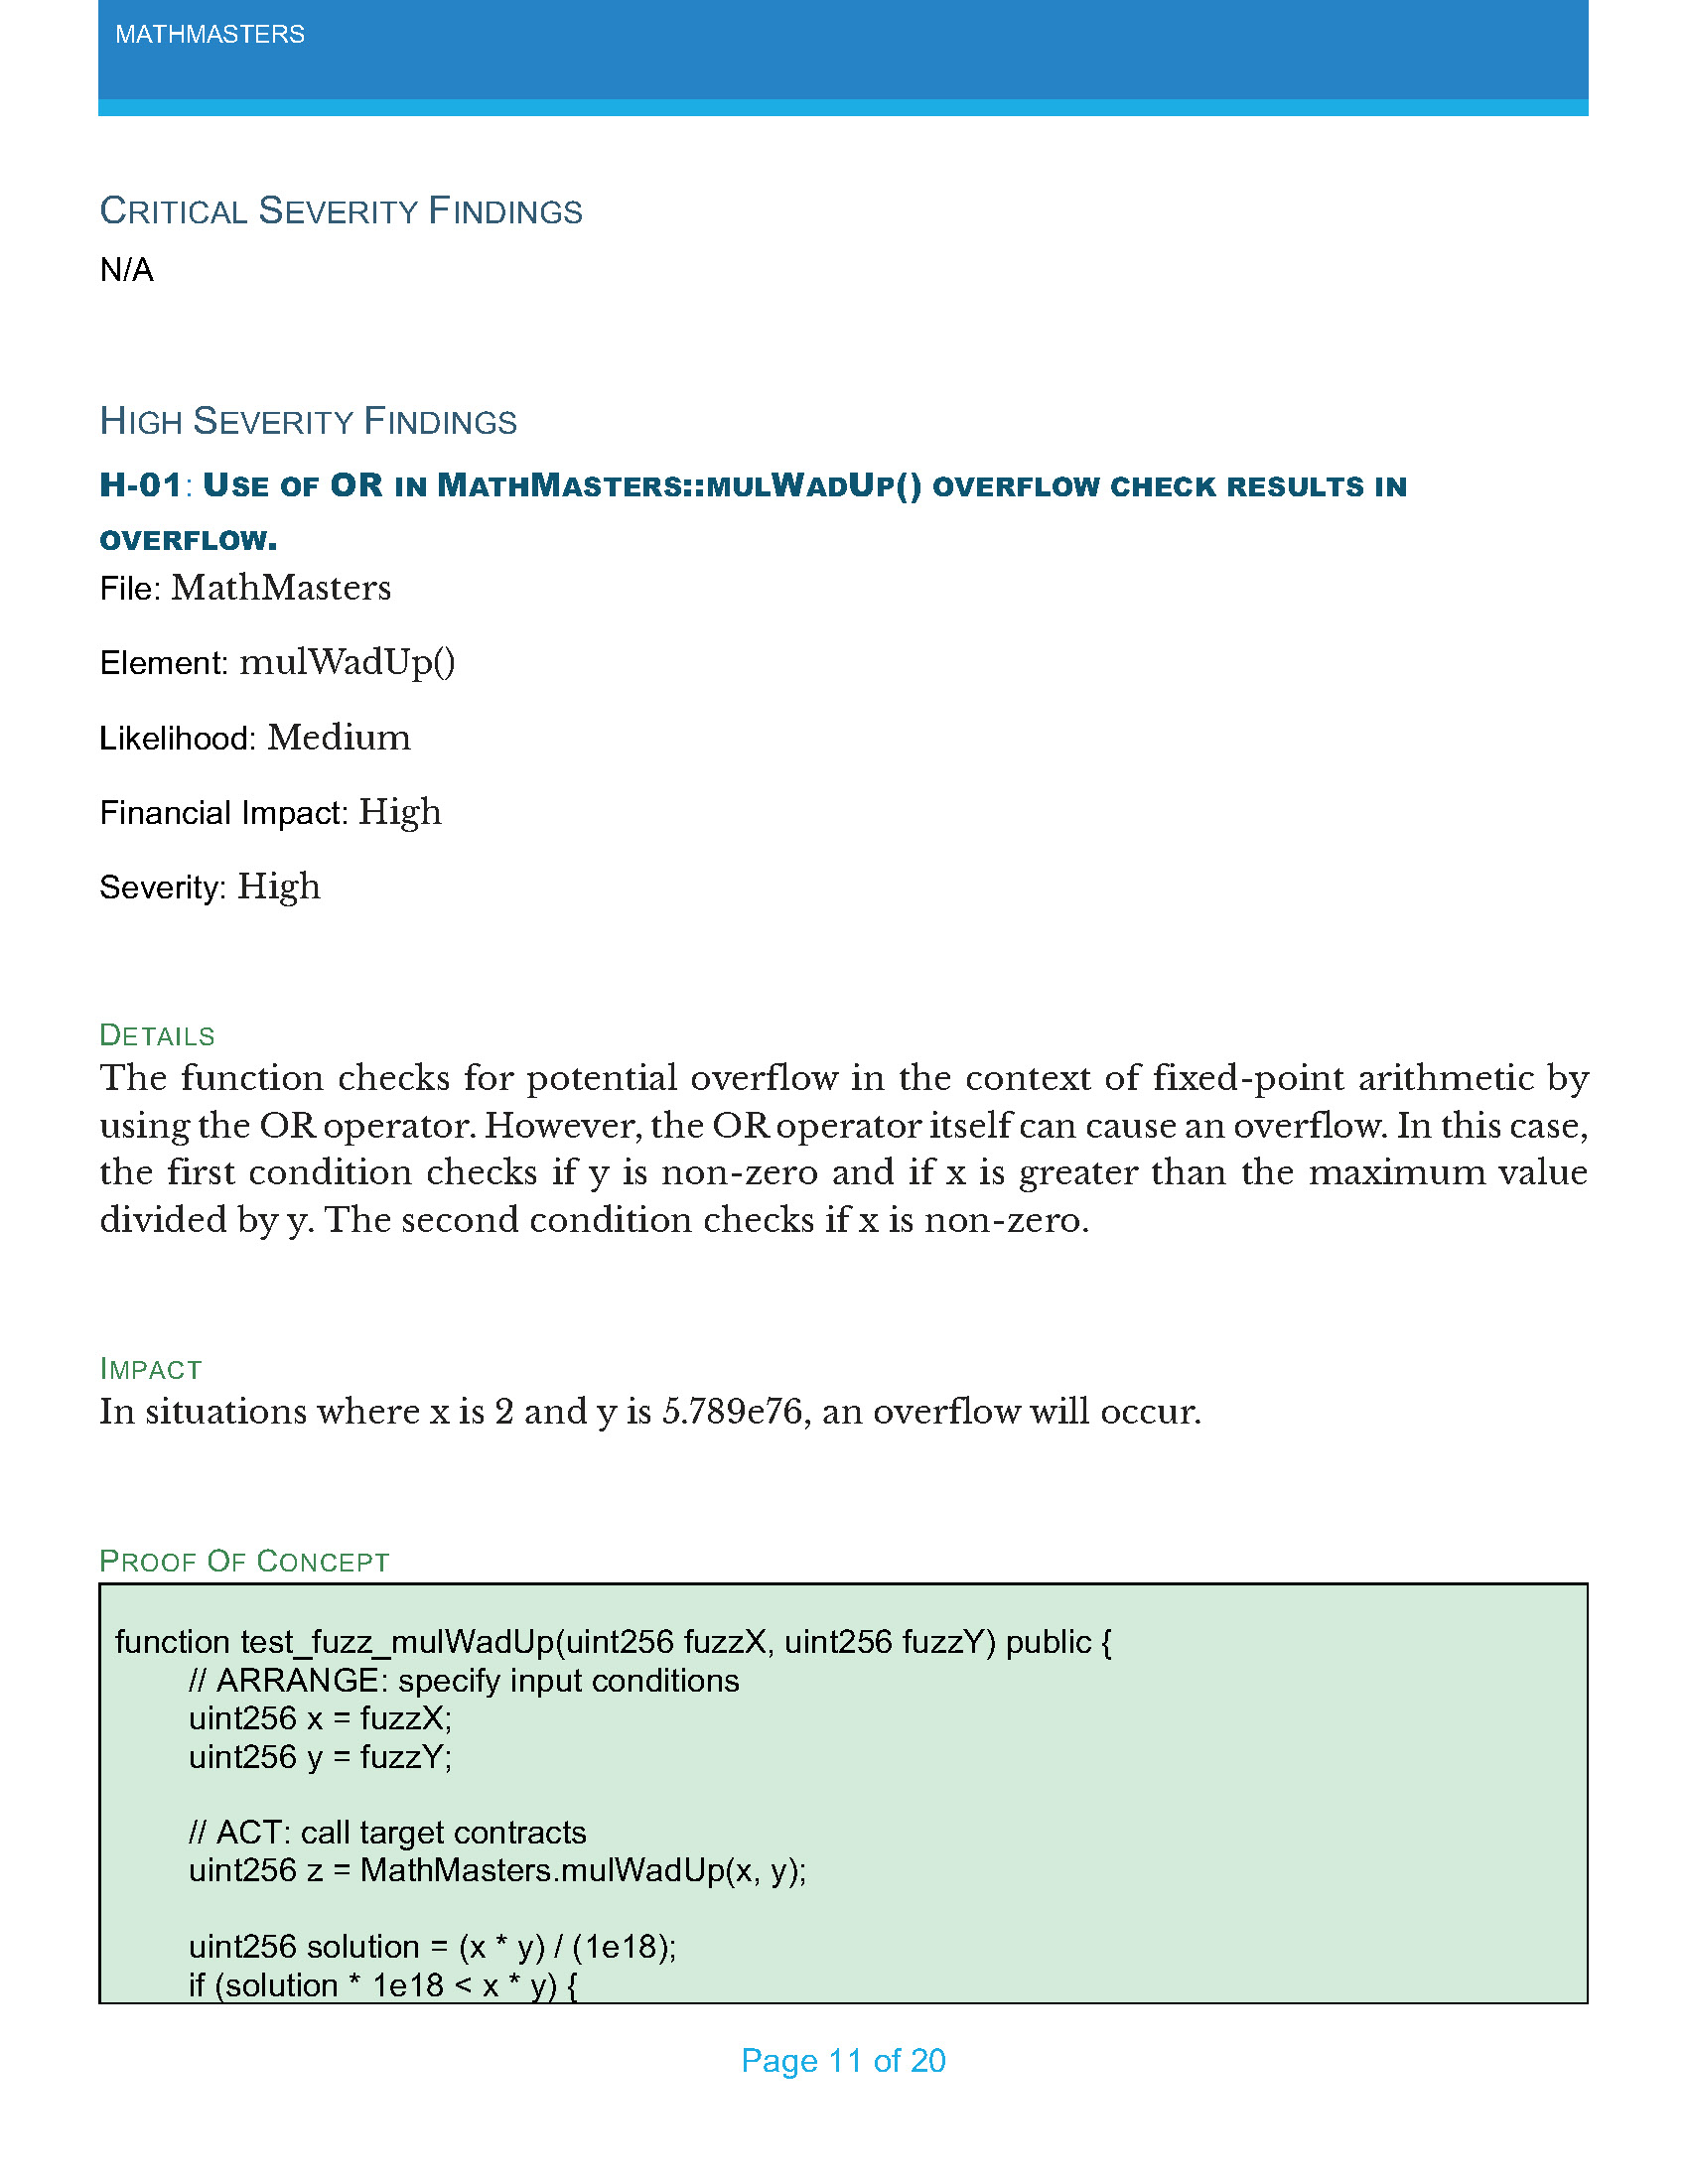 MATHMASTERS
CRITICAL SEVERITY FINDINGS
N/A
HIGH SEVERITY FINDINGS
H-01: USE OF OR IN MATHMASTERS::MULWADUP() OVERFLOW CHECK RESULTS IN
OVERFLOW.
File: MathMasters
Element: mulWadUp()
Likelihood: Medium
Financial Impact: High
Severity: High
DETAILS
The function checks for potential overflow in the context of fixed-point arithmetic by
using the OR operator. However, the OR operator itself can cause an overflow. In this case,
the first condition checks if y is non-zero and if x is greater than the maximum value
divided by y. The second condition checks if x is non-zero.
IMPACT
In situations where x is 2 and y is 5.789e76, an overflow will occur.
PROOF OF CONCEPT
function test_fuzz_mulWadUp(uint256 fuzzX, uint256 fuzzY) public {
// ARRANGE: specify input conditions
uint256 x = fuzzX;
uint256 y = fuzzY;
// ACT: call target contracts
uint256 z = MathMasters.mulWadUp(x, y);
uint256 solution = (x * y) / (1e18);
if (solution * 1e18 < x * y) {
Page 11 of 20